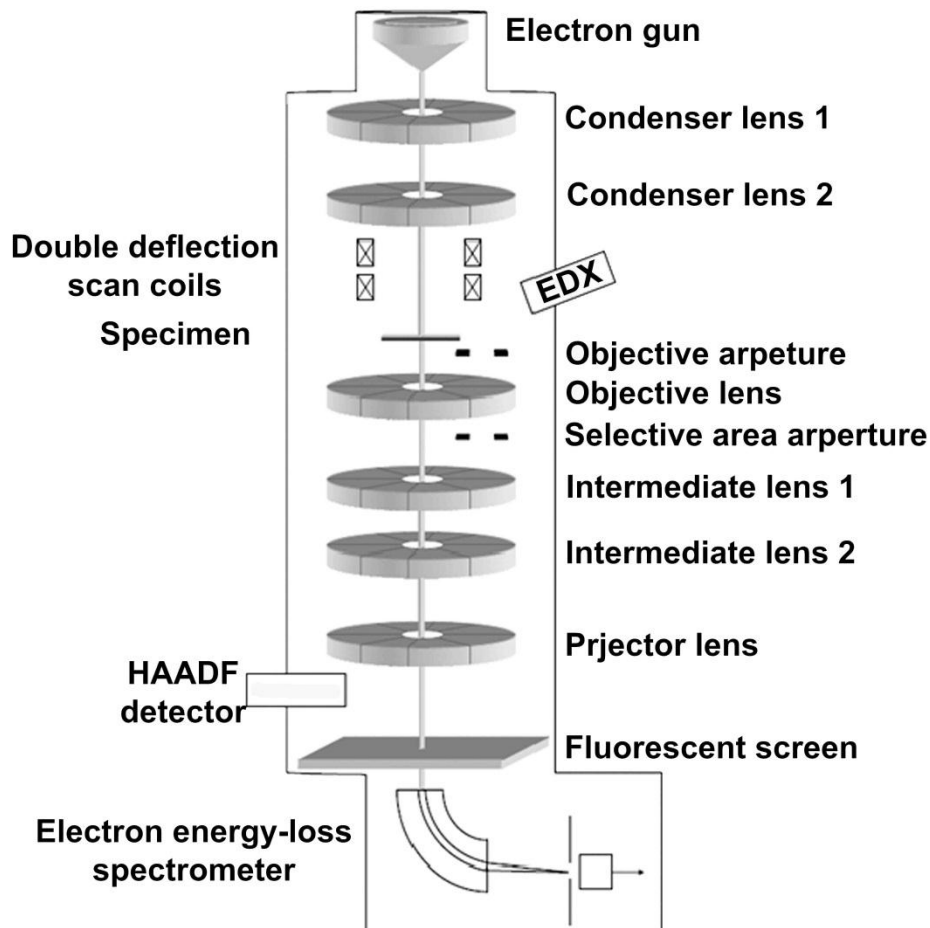 Electron gun
Condenser lens 1
Condenser lens 2
Double deflection
scan coils
EDX
Specimen
Objective arpeture
Objective lens
Selective area arperture
Intermediate lens 1
Intermediate lens 2
Prjector lens
HAADF
detector
Fluorescent screen
Electron energy-loss
spectrometer